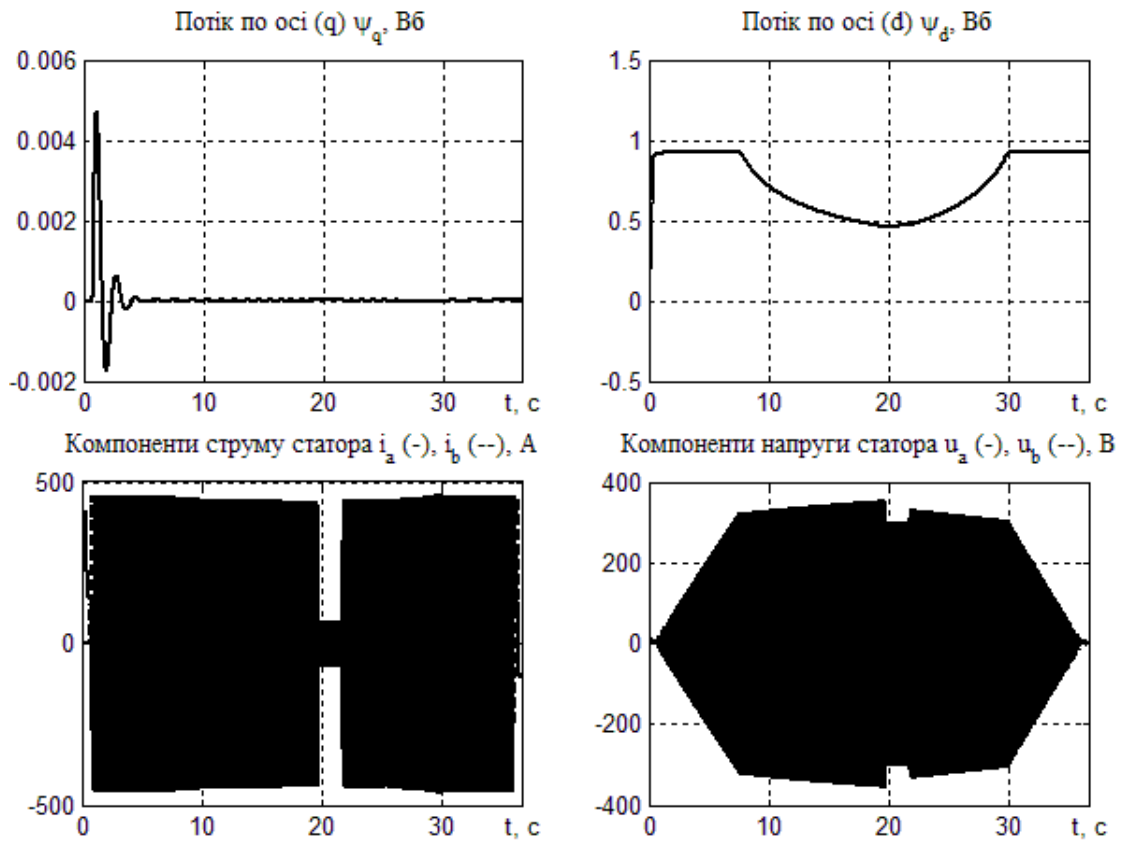 Потік по осі (q) ψq, Вб
0.006
0.004
0.002
0
-0.002
0 10 20 30 t, с
Потік по осі (d) ψd, Вб
1.5
1
0.5
0
-0.5
0 10 20 30 t, с
Компоненти струму статора ia (-), ib (--), А
500
0
-500
0 10 20 30 t, с
Компоненти напруги статора ua (-), ub (--), В
400
200
0
-200
-400
0 10 20 30 t, с